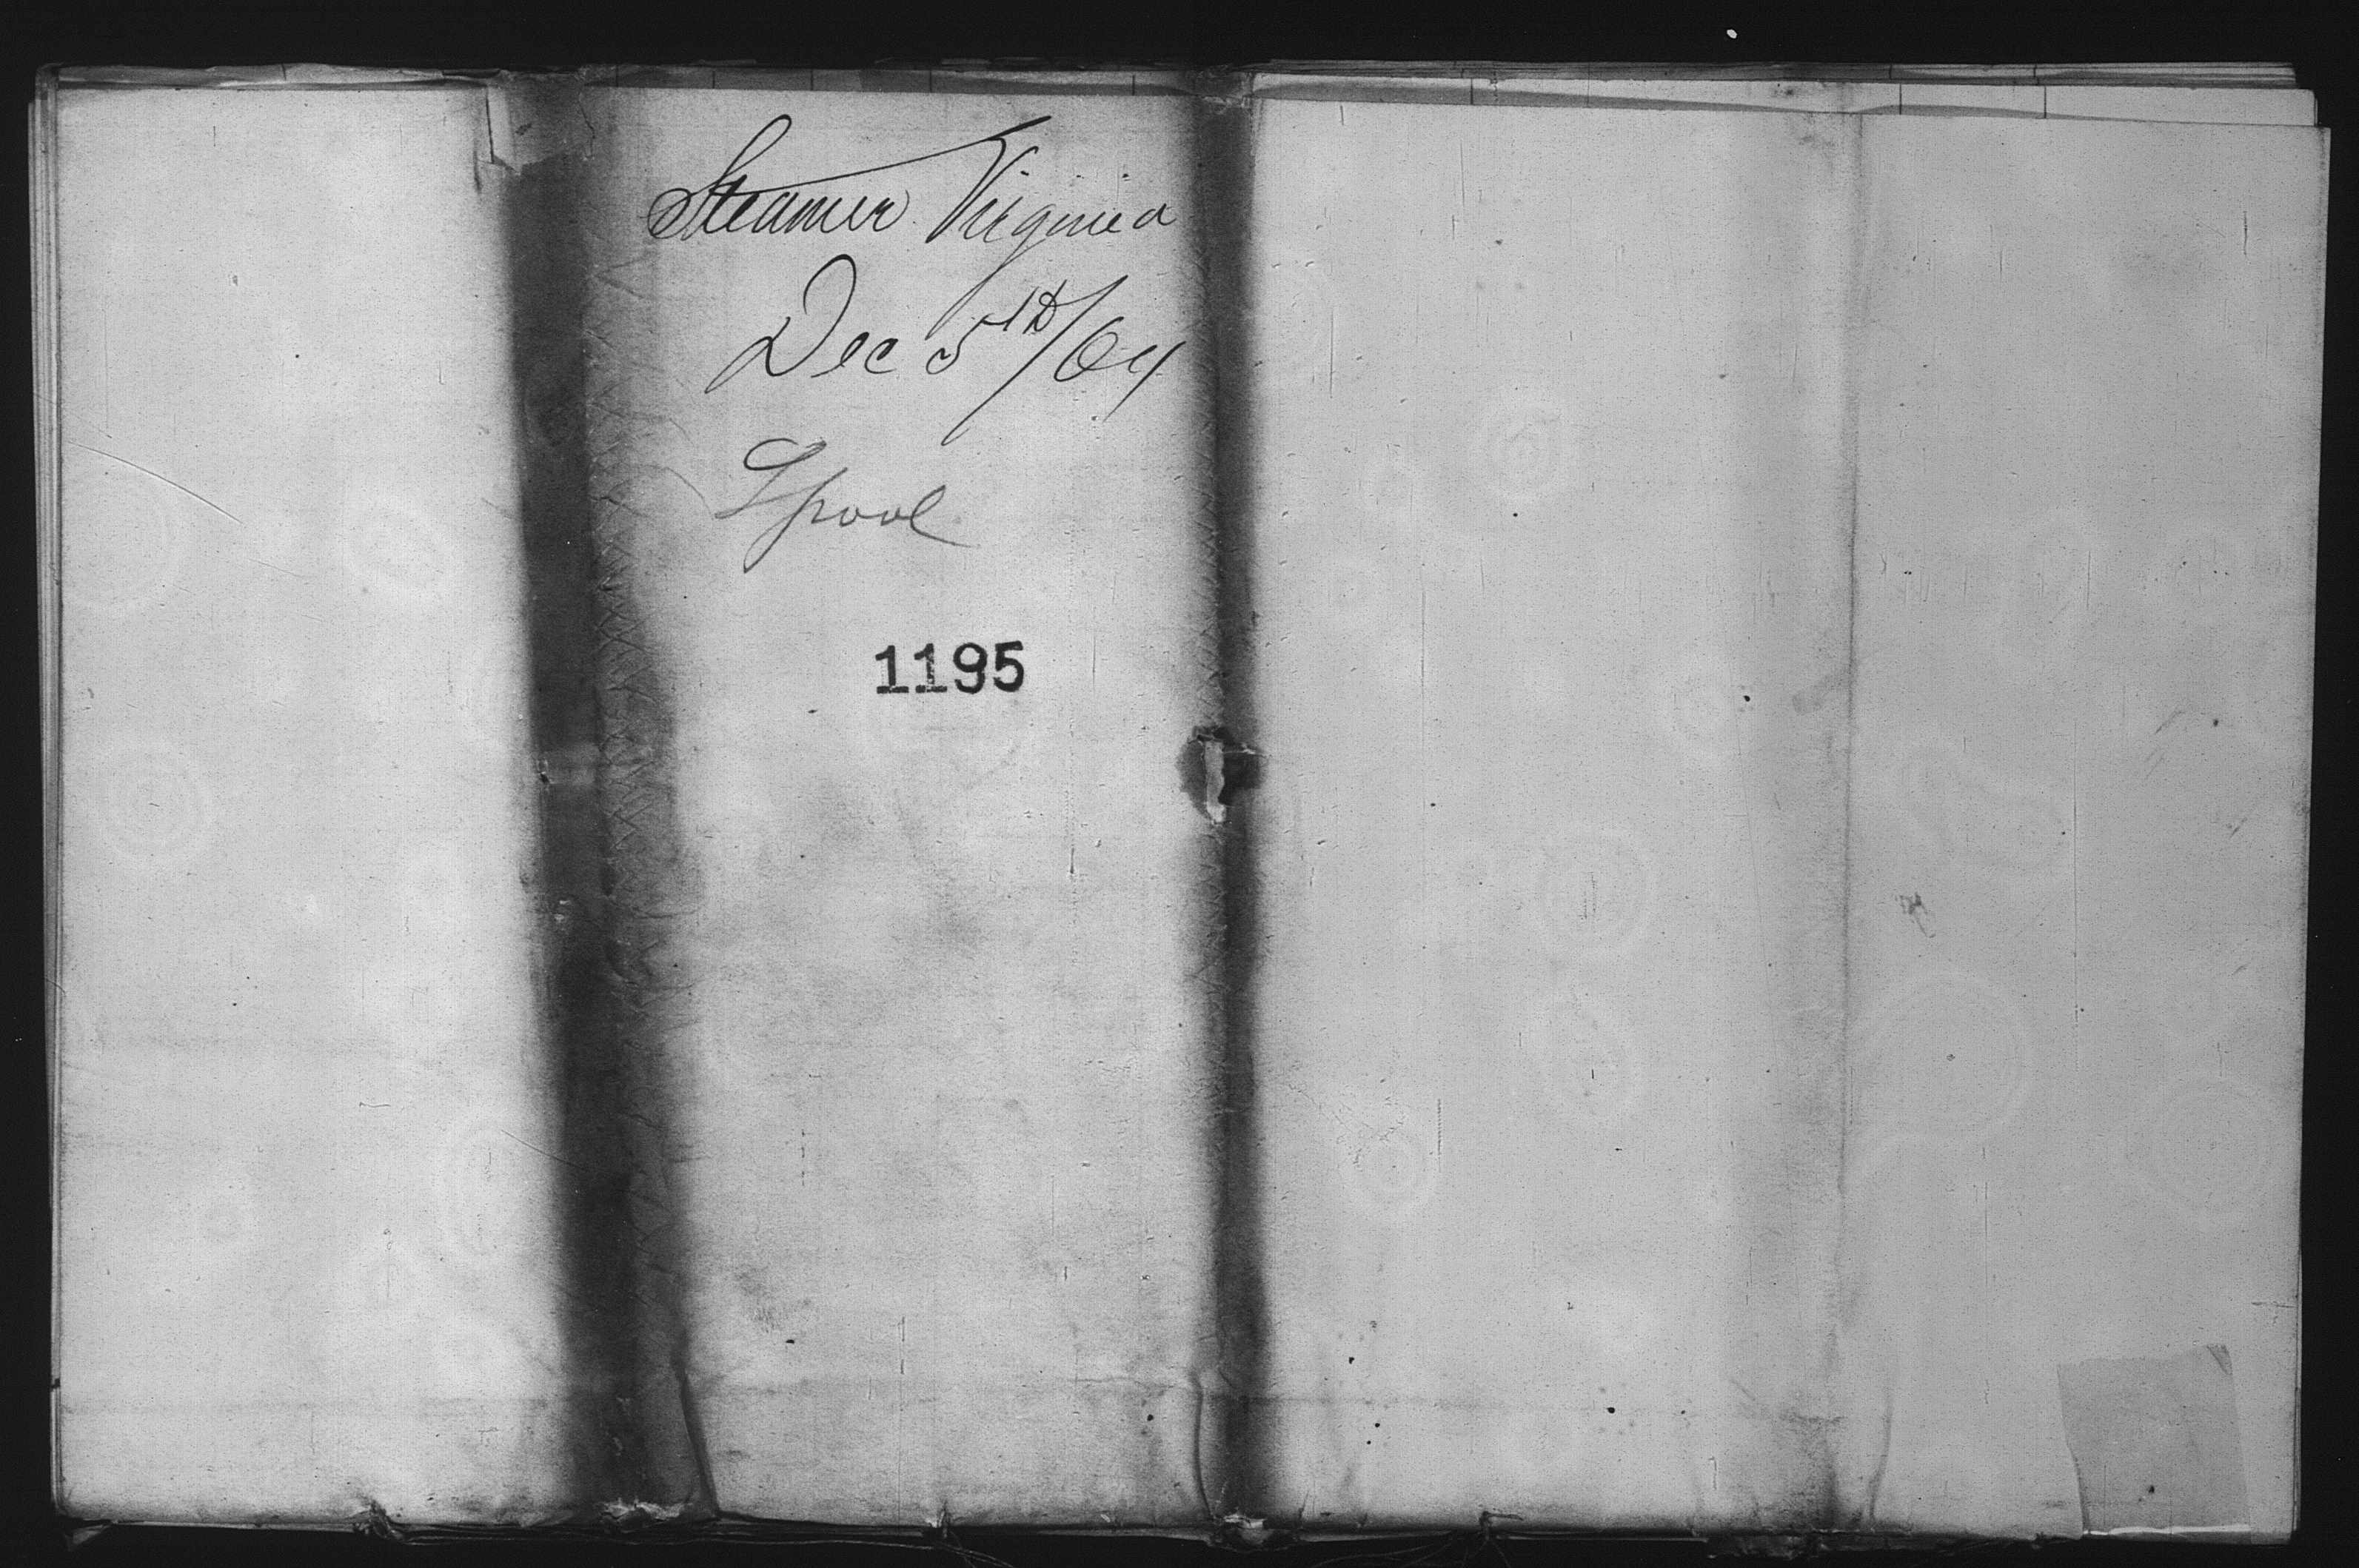 Steamer Virginia
Dec 5th/64
Lpool
1195